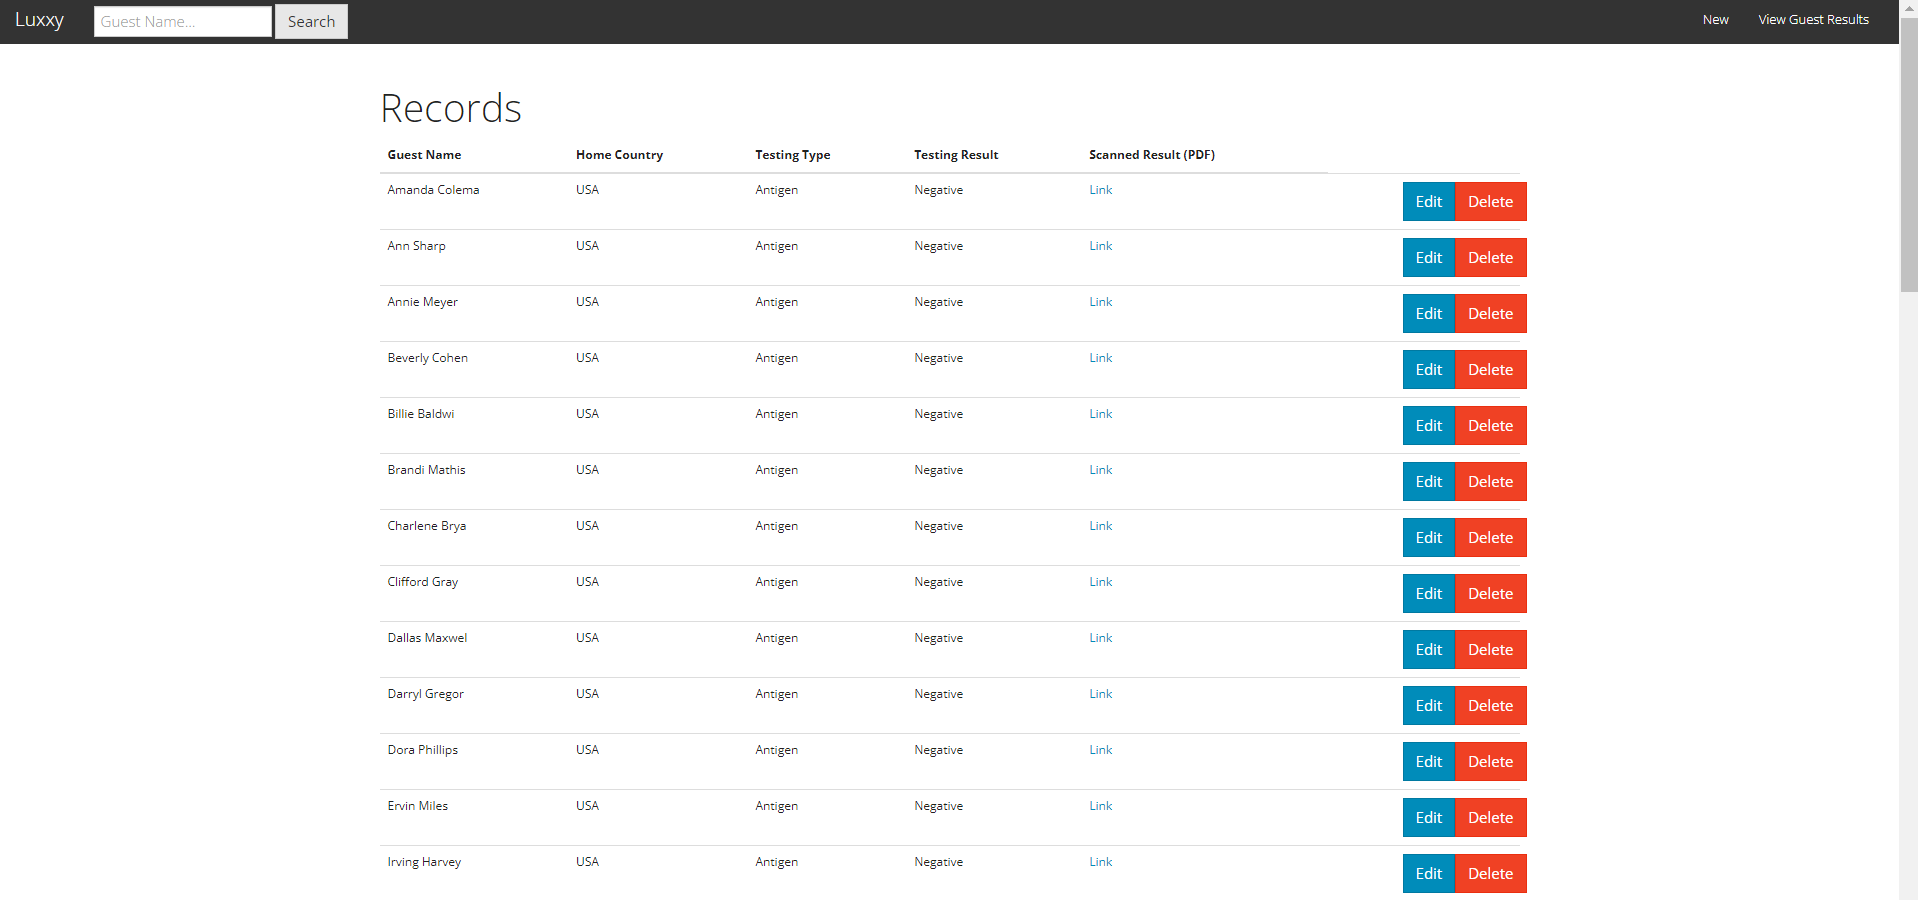 Luxxy Guest Name... Search New View Guest Results
Records
Guest Name Home Country Testing Type Testing Result Scanned Result (PDF)
Amanda Colema USA Antigen Negative Link Edit Delete
Ann Sharp USA Antigen Negative Link Edit Delete
Annie Meyer USA Antigen Negative Link Edit Delete
Beverly Cohen USA Antigen Negative Link Edit Delete
Billie Baldwi USA Antigen Negative Link Edit Delete
Brandi Mathis USA Antigen Negative Link Edit Delete
Charlene Brya USA Antigen Negative Link Edit Delete
Clifford Gray USA Antigen Negative Link Edit Delete
Dallas Maxwel USA Antigen Negative Link Edit Delete
Darryl Gregor USA Antigen Negative Link Edit Delete
Dora Phillips USA Antigen Negative Link Edit Delete
Ervin Miles USA Antigen Negative Link Edit Delete
Irving Harvey USA Antigen Negative Link Edit Delete